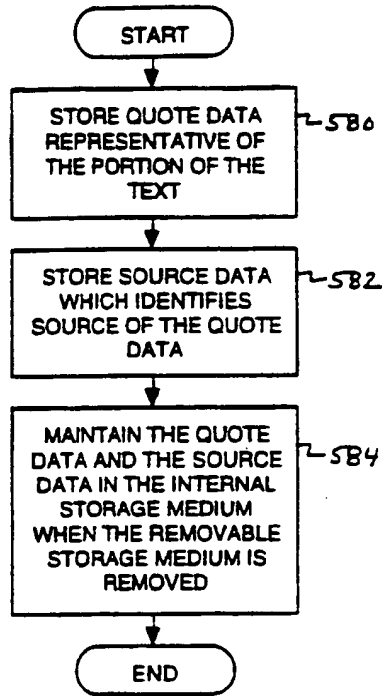 START
STORE QUOTE DATA
REPRESENTATIVE OF
THE PORTION OF THE
TEXT
580
STORE SOURCE DATA
WHICH IDENTIFIES
SOURCE OF THE QUOTE
DATA
582
MAINTAIN THE QUOTE
DATA AND THE SOURCE
DATA IN THE INTERNAL
STORAGE MEDIUM
WHEN THE REMOVABLE
STORAGE MEDIUM IS
REMOVED
584
END